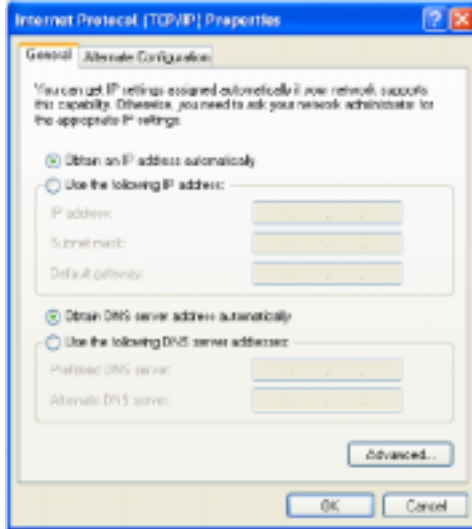 Internet Protocol (TCP/IP) Properties
General
Alternate Configuration
You can get IP settings assigned automatically if your network supports
this capability. Otherwise, you need to ask your network administrator for
the appropriate IP settings.
Obtain an IP address automatically
Use the following IP address:
IP address:
Subnet mask:
Default gateway:
Obtain DNS server address automatically
Use the following DNS server addresses:
Preferred DNS server:
Alternate DNS server:
Advanced...
OK
Cancel